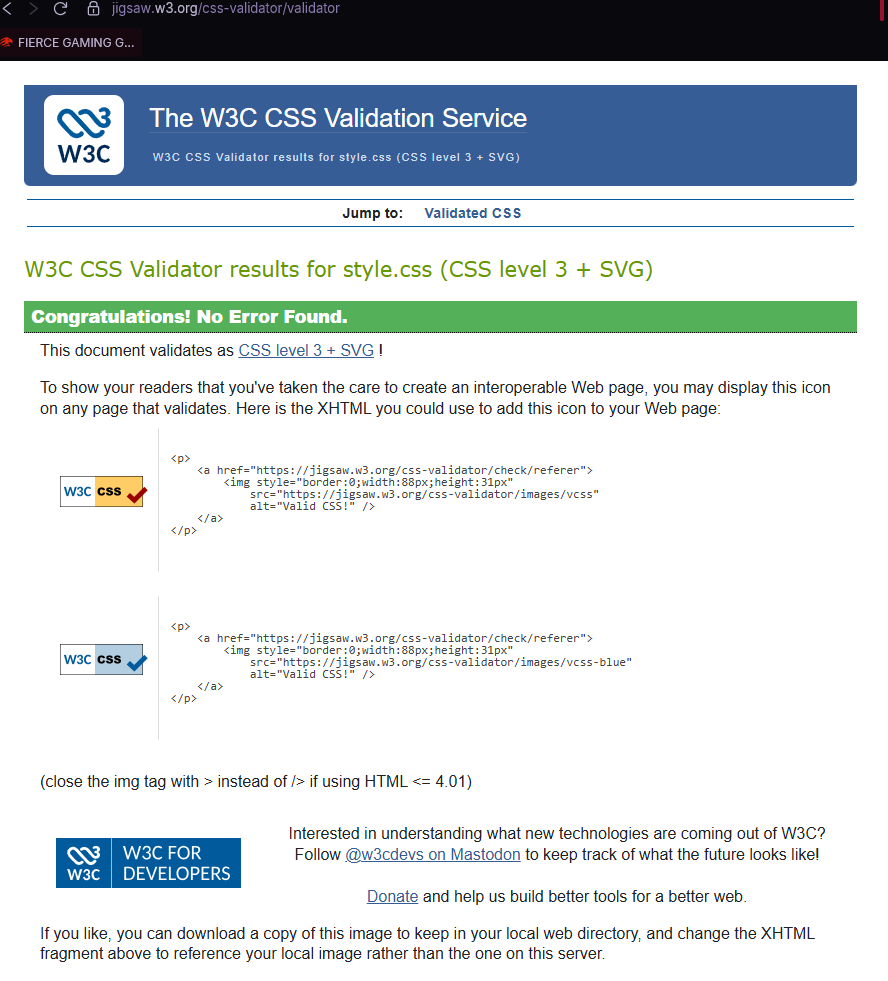 jigsaw.w3.org/css-validator/validator
FIERCE GAMING G...
W3C
The W3C CSS Validation Service
W3C CSS Validator results for style.css (CSS level 3 + SVG)
Jump to: Validated CSS
W3C CSS Validator results for style.css (CSS level 3 + SVG)
Congratulations! No Error Found.
This document validates as CSS level 3 + SVG !
To show your readers that you've taken the care to create an interoperable Web page, you may display this icon
on any page that validates. Here is the XHTML you could use to add this icon to your Web page:
W3C css
<p>
    <a href="https://jigsaw.w3.org/css-validator/check/referer">
        <img style="border:0;width:88px;height:31px"
            src="https://jigsaw.w3.org/css-validator/images/vcss"
            alt="Valid CSS!" />
    </a>
</p>
W3C css
<p>
    <a href="https://jigsaw.w3.org/css-validator/check/referer">
        <img style="border:0;width:88px;height:31px"
            src="https://jigsaw.w3.org/css-validator/images/vcss-blue"
            alt="Valid CSS!" />
    </a>
</p>
(close the img tag with > instead of /> if using HTML <= 4.01)
W3C
W3C FOR
DEVELOPERS
Interested in understanding what new technologies are coming out of W3C?
Follow @w3cdevs on Mastodon to keep track of what the future looks like!
Donate and help us build better tools for a better web.
If you like, you can download a copy of this image to keep in your local web directory, and change the XHTML
fragment above to reference your local image rather than the one on this server.